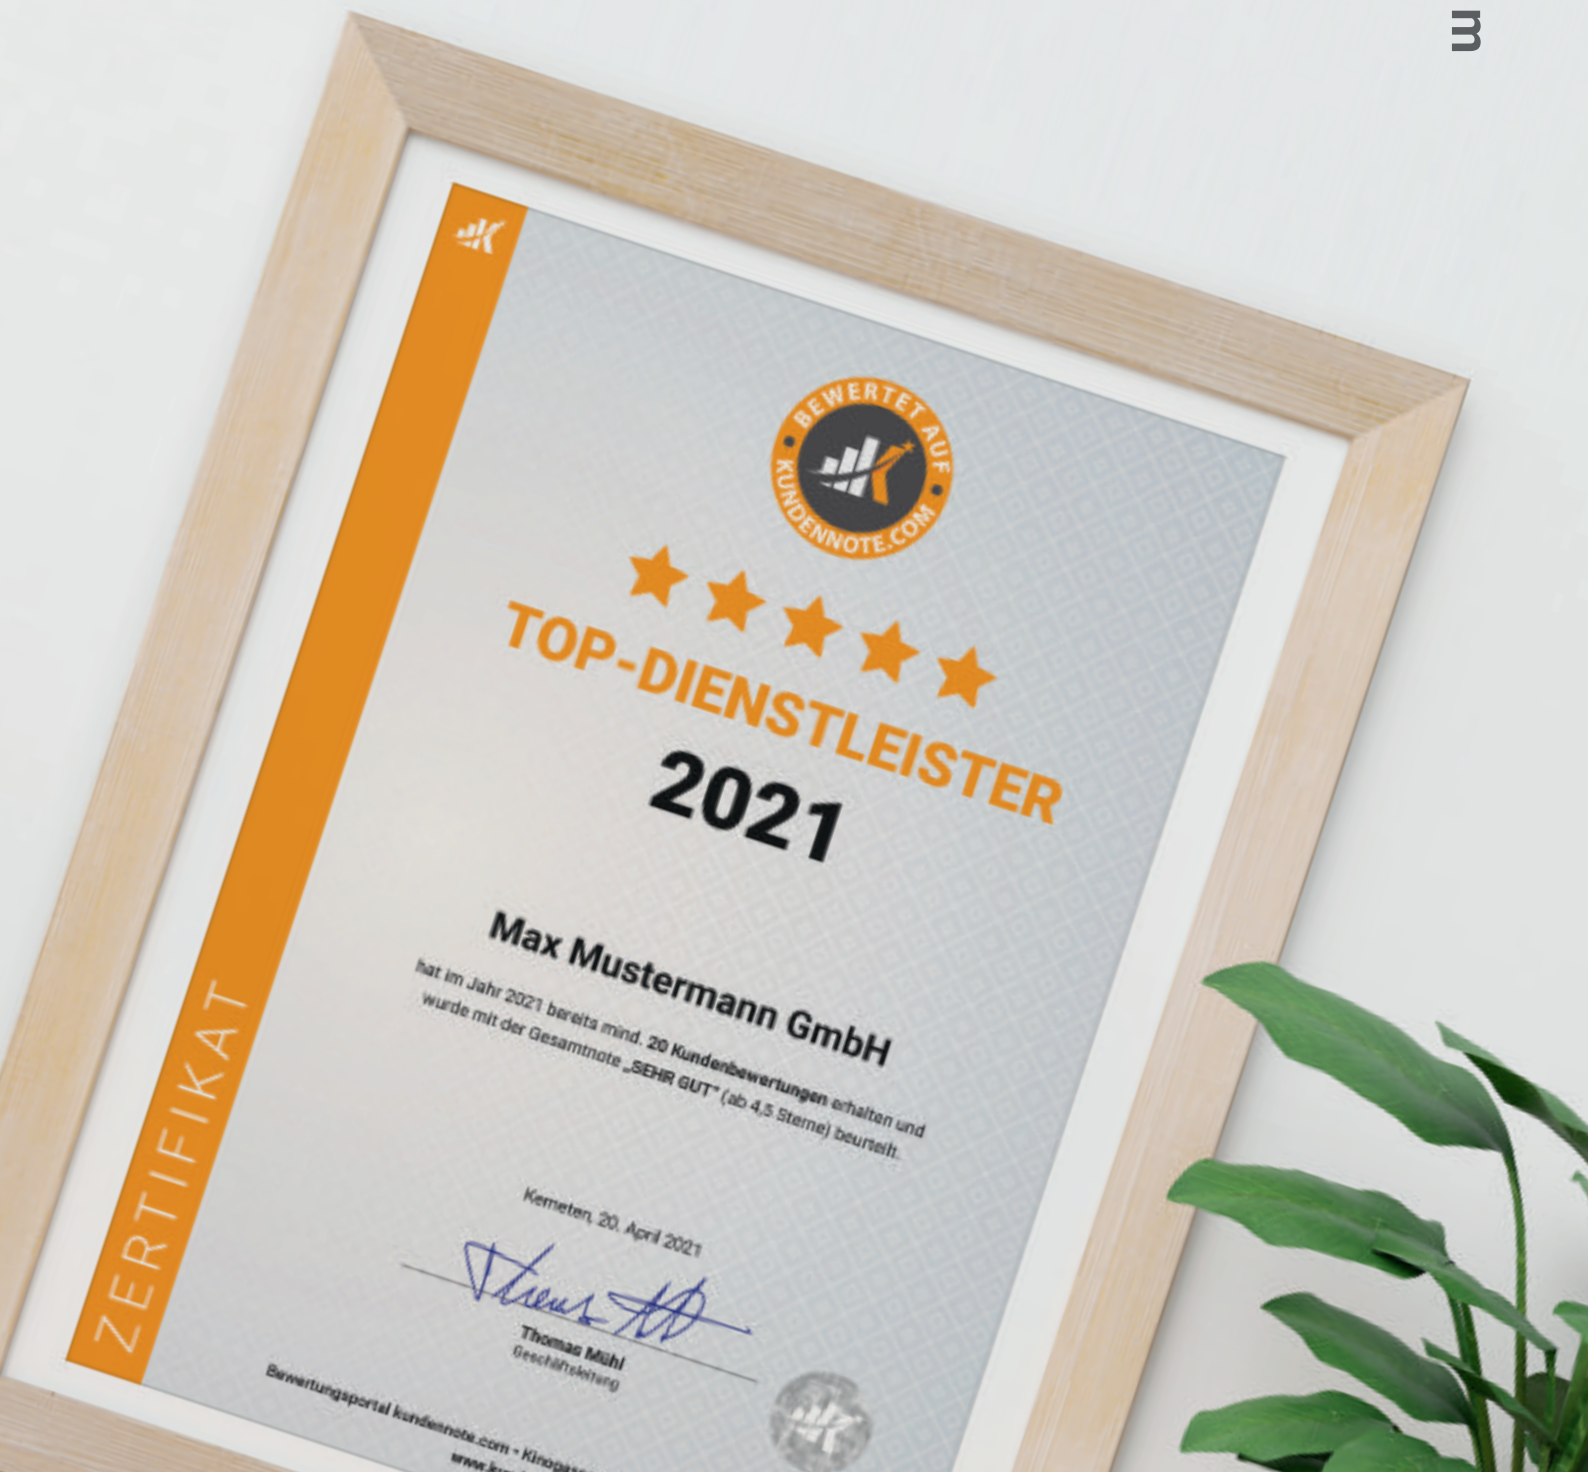 m
BEWERTET AUF
KUNDENNOTE.COM
TOP-DIENSTLEISTER
2021
Max Mustermann GmbH
hat im Jahr 2021 bereits mind. 20 Kundenbewertungen erhalten und
wurde mit der Gesamtnote „SEHR GUT“ (ab 4,5 Sterne) beurteilt.
Kemeten, 20. April 2021
Thomas Mühl
Geschäftsleitung
Bewertungsportal kundennote.com •
ZERTIFIKAT